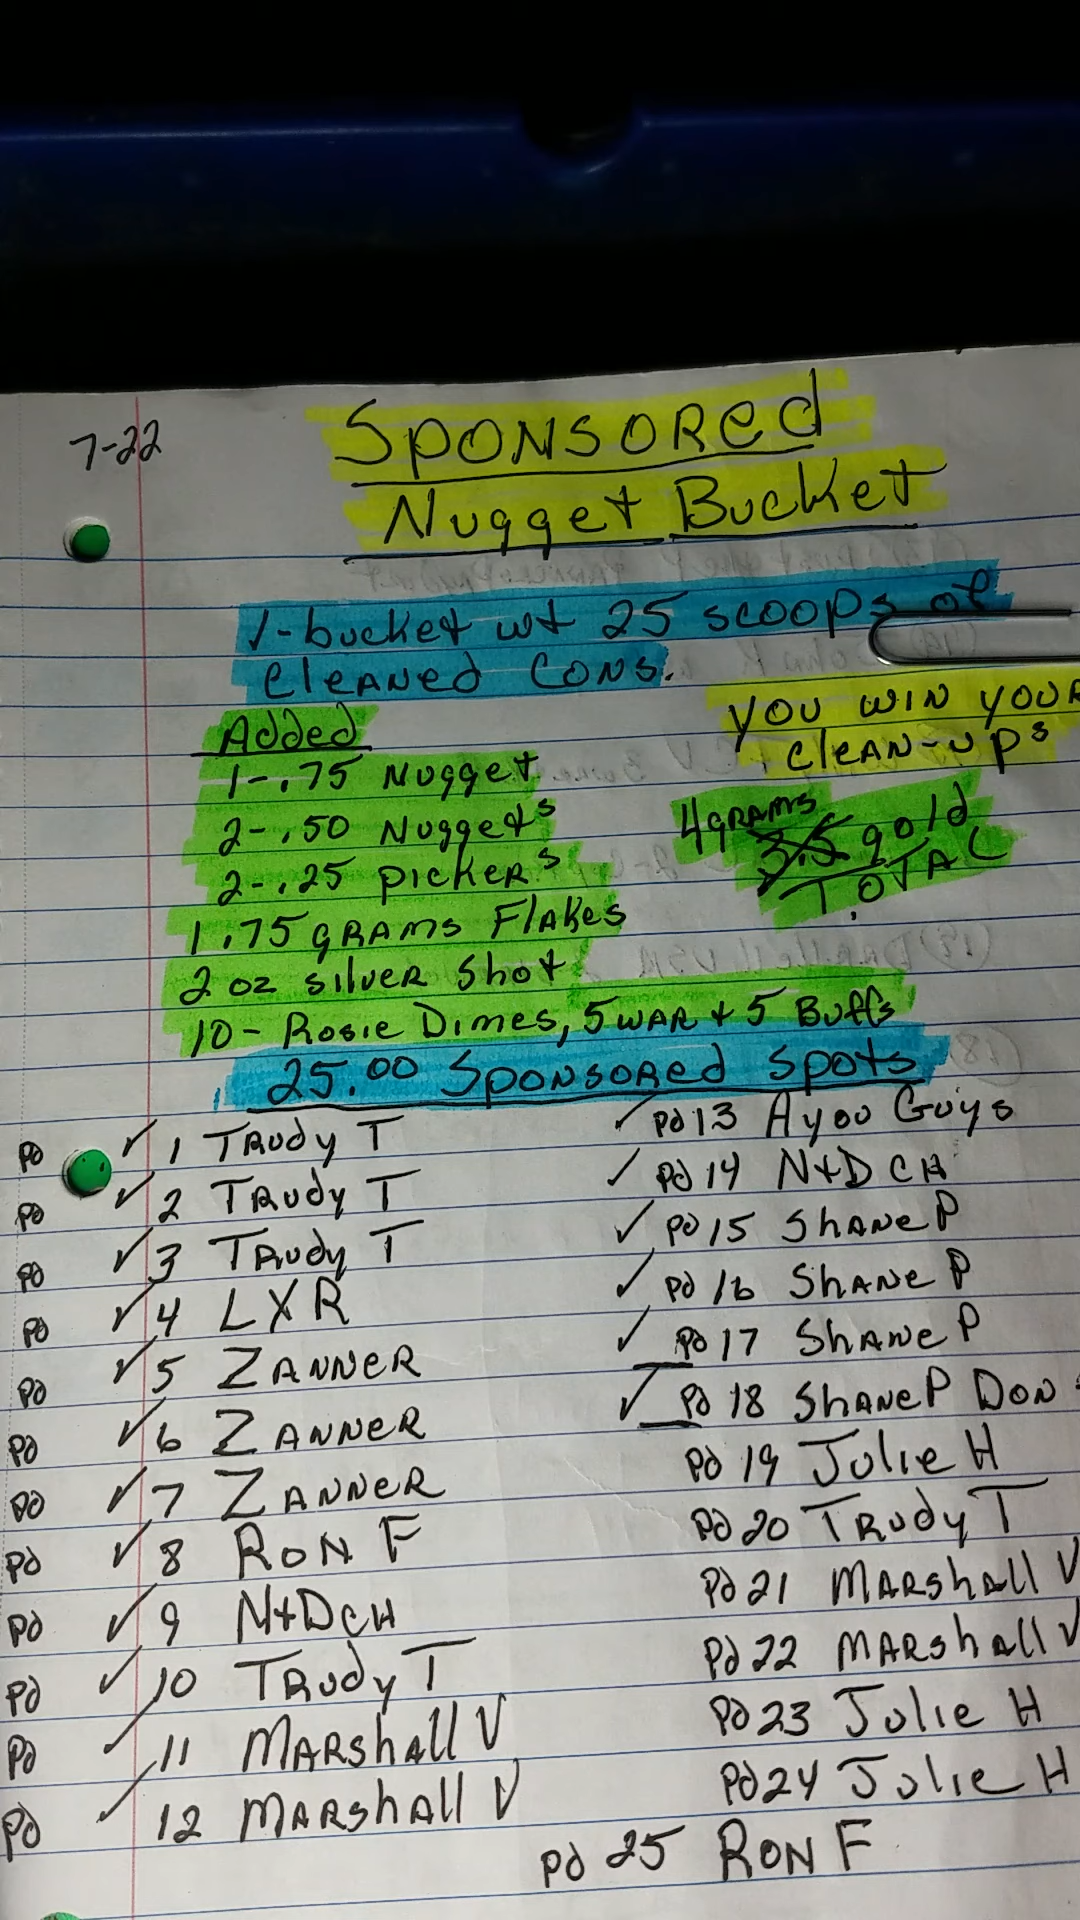 7-22
SPONSORED
Nugget Bucket
1-bucket wt 25 scoops of
CleANed CONS.
YOU WIN YOUR
CleAN-Ups
Added
1-.75 Nugget
2-.50 Nuggets
2-.25 pickers
1.75 gRAMS FlAKes
2 oz silveR Shot
10- Rosie Dimes, 5 WAR + 5 Buffs
4 gRAMS
3.5 gold
TOTAL
25.00 SPONSORed Spots
Pd ✓ 1 TRudy T
Pd ✓ 2 TRudy T
Pd ✓ 3 TRudy T
Pd ✓ 4 LXR
Pd ✓ 5 ZANNER
Pd ✓ 6 ZANNER
Pd ✓ 7 ZANNER
Pd ✓ 8 RON F
Pd ✓ 9 N+DCH
Pd ✓ 10 TRudy T
Pd ✓ 11 MARshAll V
Pd ✓ 12 MARshAll V
✓ Pd 13 Ayou Guys
✓ Pd 14 N+D CH
✓ Pd 15 ShANe P
✓ Pd 16 ShANe P
✓ Pd 17 ShANe P
✓ Pd 18 ShANe P DON
Pd 19 Julie H
Pd 20 TRudy T
Pd 21 MARshAll V
Pd 22 MARshAll V
Pd 23 Julie H
Pd 24 Julie H
Pd 25 RON F